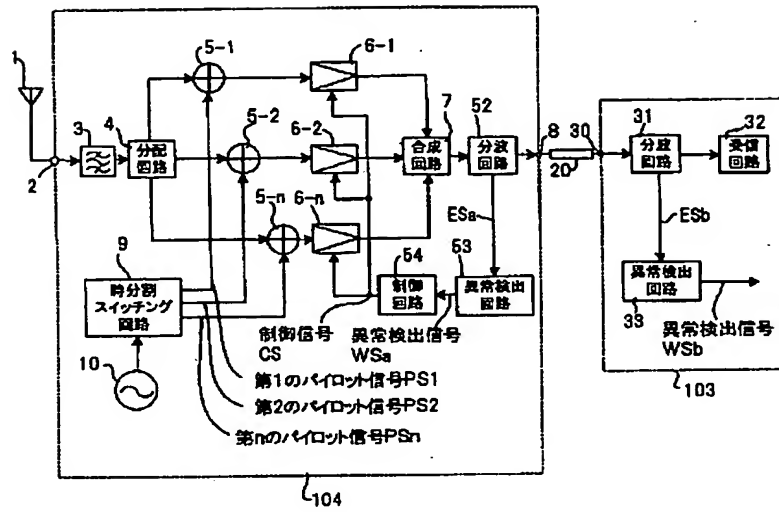 1
2
3
4
分配
回路
5-1
5-2
5-n
6-1
6-2
6-n
7
合成
回路
52
分波
回路
8
30
20
31
分波
回路
32
受信
回路
ESa
ESb
9
時分割
スイッチング
回路
10
54
制御
回路
53
異常検出
回路
制御信号
CS
異常検出信号
WSa
第1のパイロット信号PS1
第2のパイロット信号PS2
第nのパイロット信号PSn
異常検出
回路
33
異常検出信号
WSb
103
104